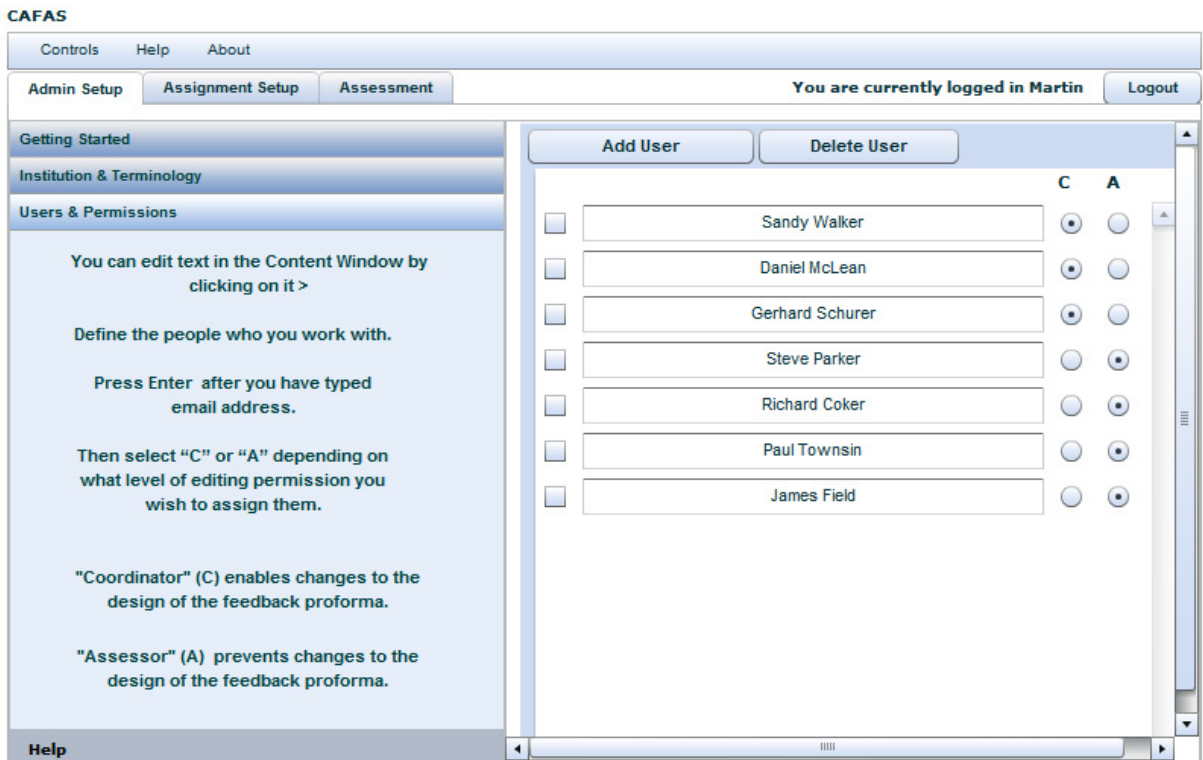 CAFAS
Controls Help About
Admin Setup Assignment Setup Assessment You are currently logged in Martin Logout
Getting Started
Institution & Terminology
Users & Permissions
You can edit text in the Content Window by
clicking on it >
Define the people who you work with.
Press Enter after you have typed
email address.
Then select “C” or “A” depending on
what level of editing permission you
wish to assign them.
"Coordinator" (C) enables changes to the
design of the feedback proforma.
"Assessor" (A) prevents changes to the
design of the feedback proforma.
Help
Add User Delete User
C A
Sandy Walker
Daniel McLean
Gerhard Schurer
Steve Parker
Richard Coker
Paul Townsin
James Field